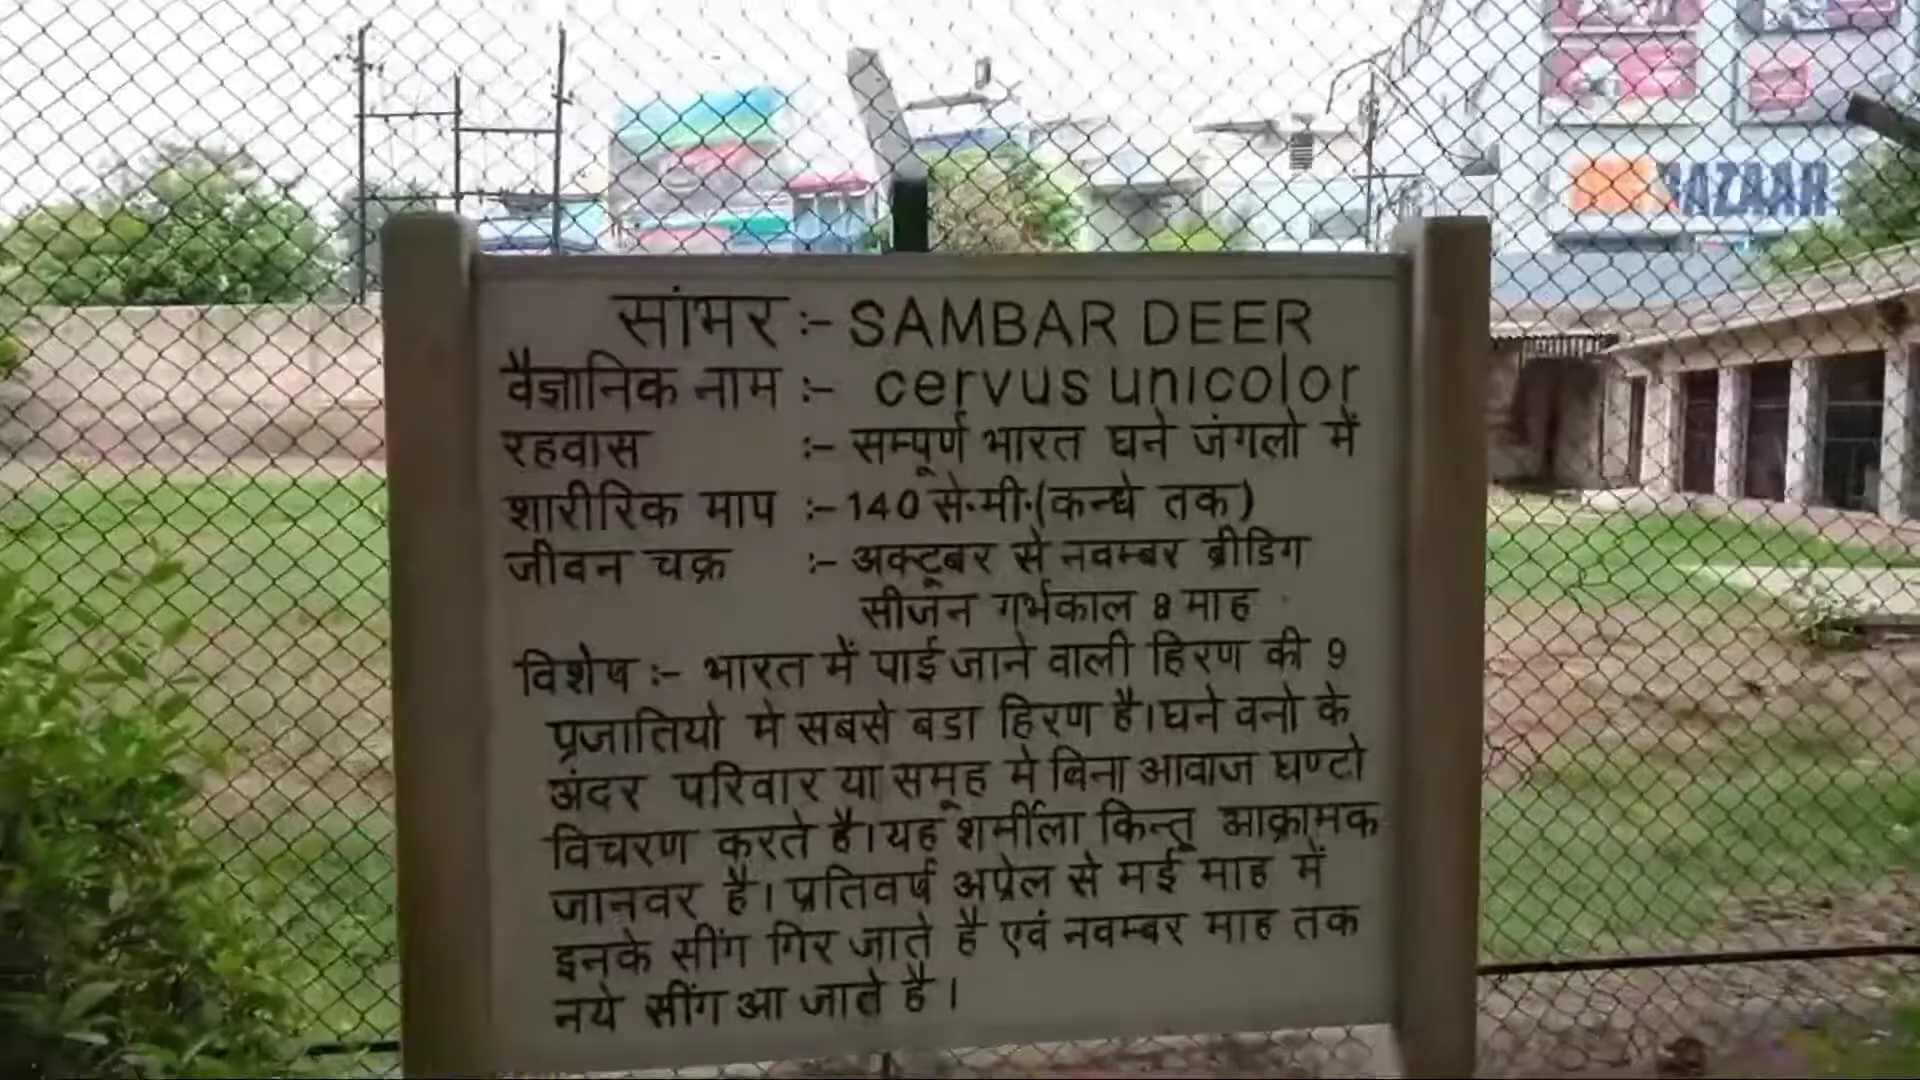 BAZAAR
सांभर :- SAMBAR DEER
वैज्ञानिक नाम :- cervus unicolor
रहवास :- सम्पूर्ण भारत घने जंगलो में
शारीरिक माप :- 140 से.मी.(कन्धे तक)
जीवन चक्र :- अक्टूबर से नवम्बर ब्रीडिग
सीजन गर्भकाल 8 माह
विशेष :- भारत में पाई जाने वाली हिरण की 9
प्रजातियो मे सबसे बडा हिरण है।घने वनो के
अंदर परिवार या समूह मे बिना आवाज घण्टो
विचरण करते है।यह शर्मीला किन्तू आक्रामक
जानवर है। प्रतिवर्ष अप्रेल से मई माह में
इनके सींग गिर जाते है एवं नवम्बर माह तक
नये सींग आ जाते है।